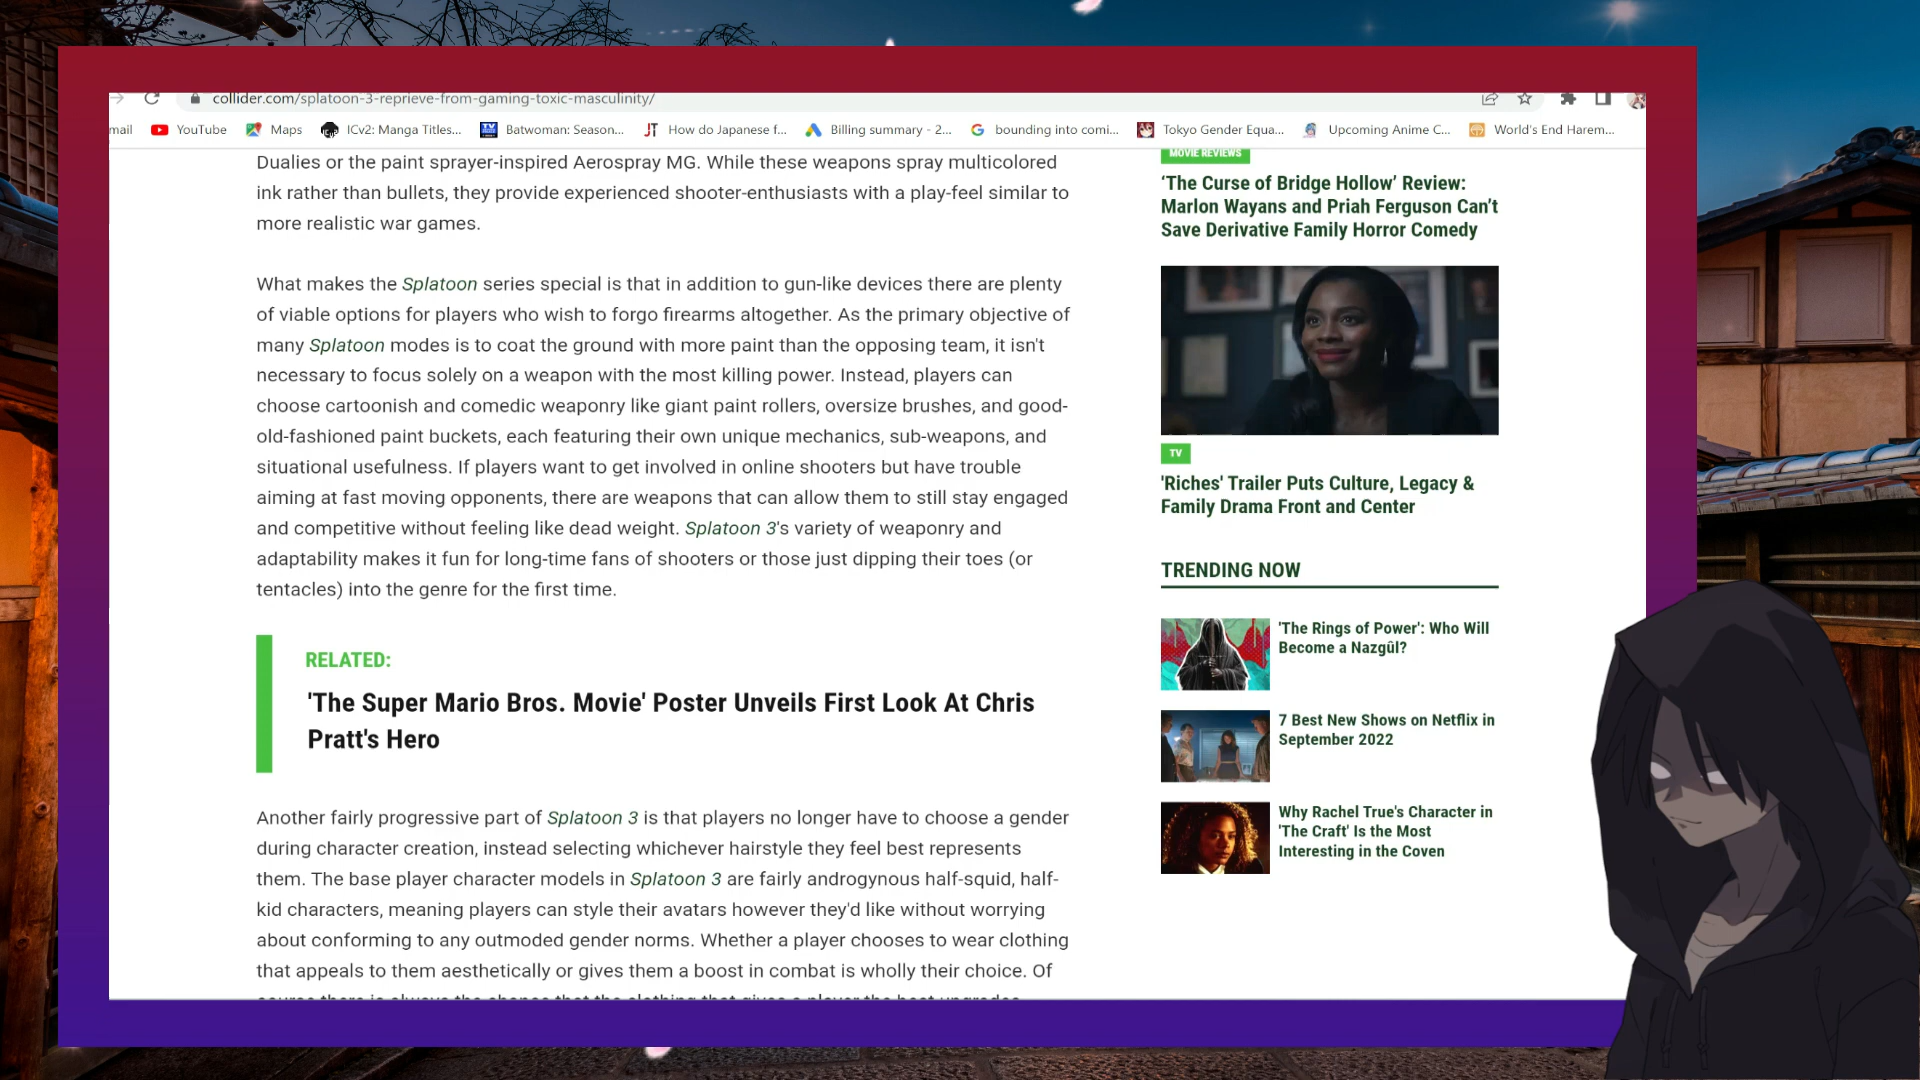 collider.com/splatoon-3-reprieve-from-gaming-toxic-masculinity/
mail YouTube Maps ICv2: Manga Titles... Batwoman: Season... How do Japanese f... Billing summary - 2... bounding into comi... Tokyo Gender Equa... Upcoming Anime C... World's End Harem...
Dualies or the paint sprayer-inspired Aerospray MG. While these weapons spray multicolored
ink rather than bullets, they provide experienced shooter-enthusiasts with a play-feel similar to
more realistic war games.
What makes the Splatoon series special is that in addition to gun-like devices there are plenty
of viable options for players who wish to forgo firearms altogether. As the primary objective of
many Splatoon modes is to coat the ground with more paint than the opposing team, it isn't
necessary to focus solely on a weapon with the most killing power. Instead, players can
choose cartoonish and comedic weaponry like giant paint rollers, oversize brushes, and good-
old-fashioned paint buckets, each featuring their own unique mechanics, sub-weapons, and
situational usefulness. If players want to get involved in online shooters but have trouble
aiming at fast moving opponents, there are weapons that can allow them to still stay engaged
and competitive without feeling like dead weight. Splatoon 3's variety of weaponry and
adaptability makes it fun for long-time fans of shooters or those just dipping their toes (or
tentacles) into the genre for the first time.
RELATED:
'The Super Mario Bros. Movie' Poster Unveils First Look At Chris
Pratt's Hero
Another fairly progressive part of Splatoon 3 is that players no longer have to choose a gender
during character creation, instead selecting whichever hairstyle they feel best represents
them. The base player character models in Splatoon 3 are fairly androgynous half-squid, half-
kid characters, meaning players can style their avatars however they'd like without worrying
about conforming to any outmoded gender norms. Whether a player chooses to wear clothing
that appeals to them aesthetically or gives them a boost in combat is wholly their choice. Of
MOVIE REVIEWS
‘The Curse of Bridge Hollow’ Review:
Marlon Wayans and Priah Ferguson Can’t
Save Derivative Family Horror Comedy
TV
'Riches' Trailer Puts Culture, Legacy &
Family Drama Front and Center
TRENDING NOW
'The Rings of Power': Who Will
Become a Nazgûl?
7 Best New Shows on Netflix in
September 2022
Why Rachel True's Character in
'The Craft' Is the Most
Interesting in the Coven